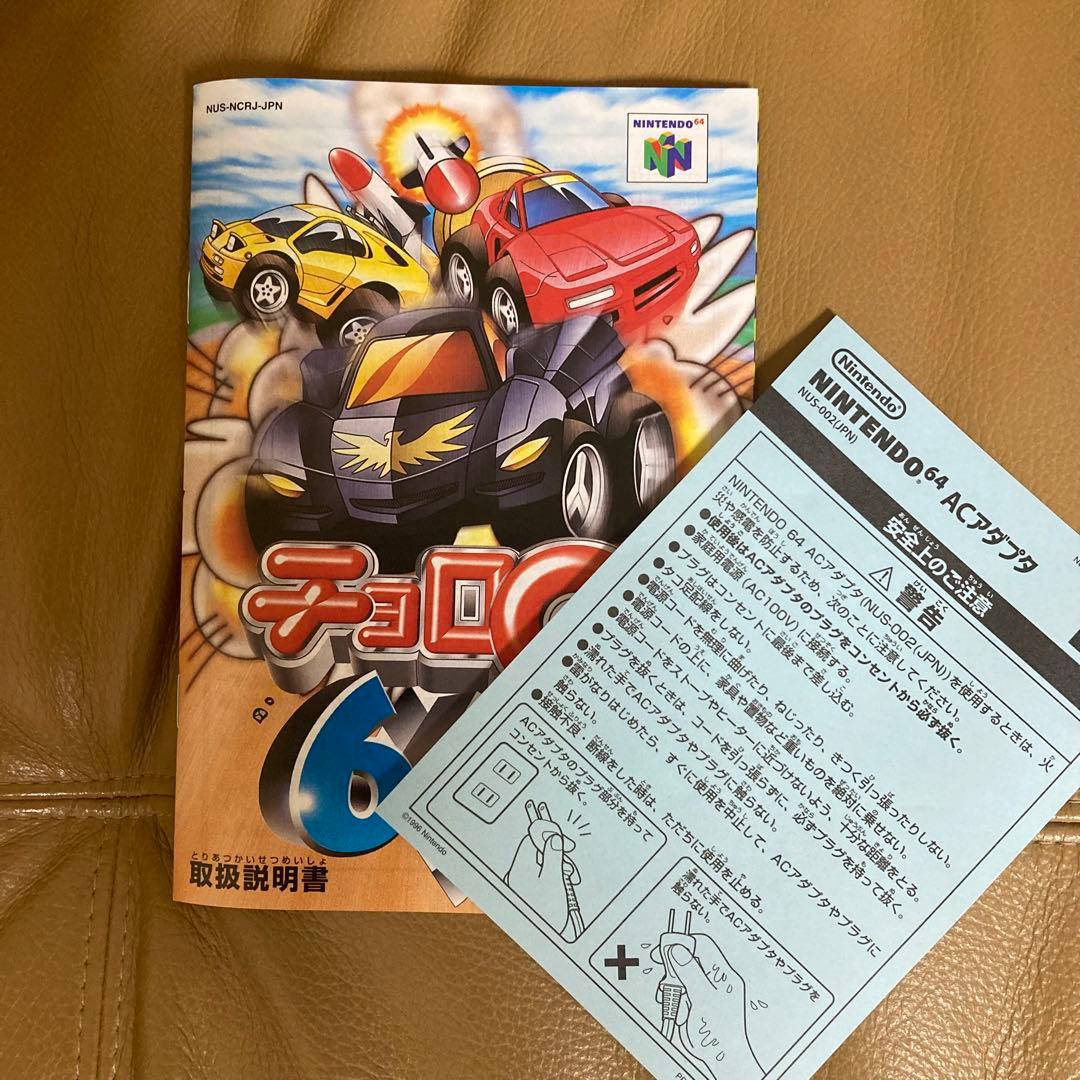 NUS-NCRJ-JPN
NINTENDO 64
チョロQ
6
とりあつかいせつめいしょ
取扱説明書
Nintendo
NINTENDO 64 ACアダプタ
NUS-002(JPN)
安全上のご注意
警告
NINTENDO 64 ACアダプタ(NUS-002(JPN))を使用するときは、火
災や感電を防止するため、次のことに注意してください。
●使用後はACアダプタのプラグをコンセントから必ず抜く。
●家庭用電源(AC100V)に接続する。
●プラグはコンセントに最後まで差し込む。
●タコ足配線をしない。
●電源コードを無理に曲げたり、ねじったり、きつく引っ張ったりしない。
●電源コードの上に、家具や置物など重いものを絶対に乗せない。
●電源コードをストーブやヒーターに近づけないよう、十分な距離をとる。
●プラグを抜くときは、コードを引っ張らずに、必ずプラグを持って抜く。
●濡れた手でACアダプタやプラグに触らない。
●雷がなりはじめたら、すぐに使用を中止して、ACアダプタやプラグに
触らない。
●接触不良！断線をした時は、ただちに使用を止める。
ACアダプタのプラグ部分を持って
コンセントから抜く。
濡れた手でACアダプタやプラグを
触らない。
©1996 Nintendo